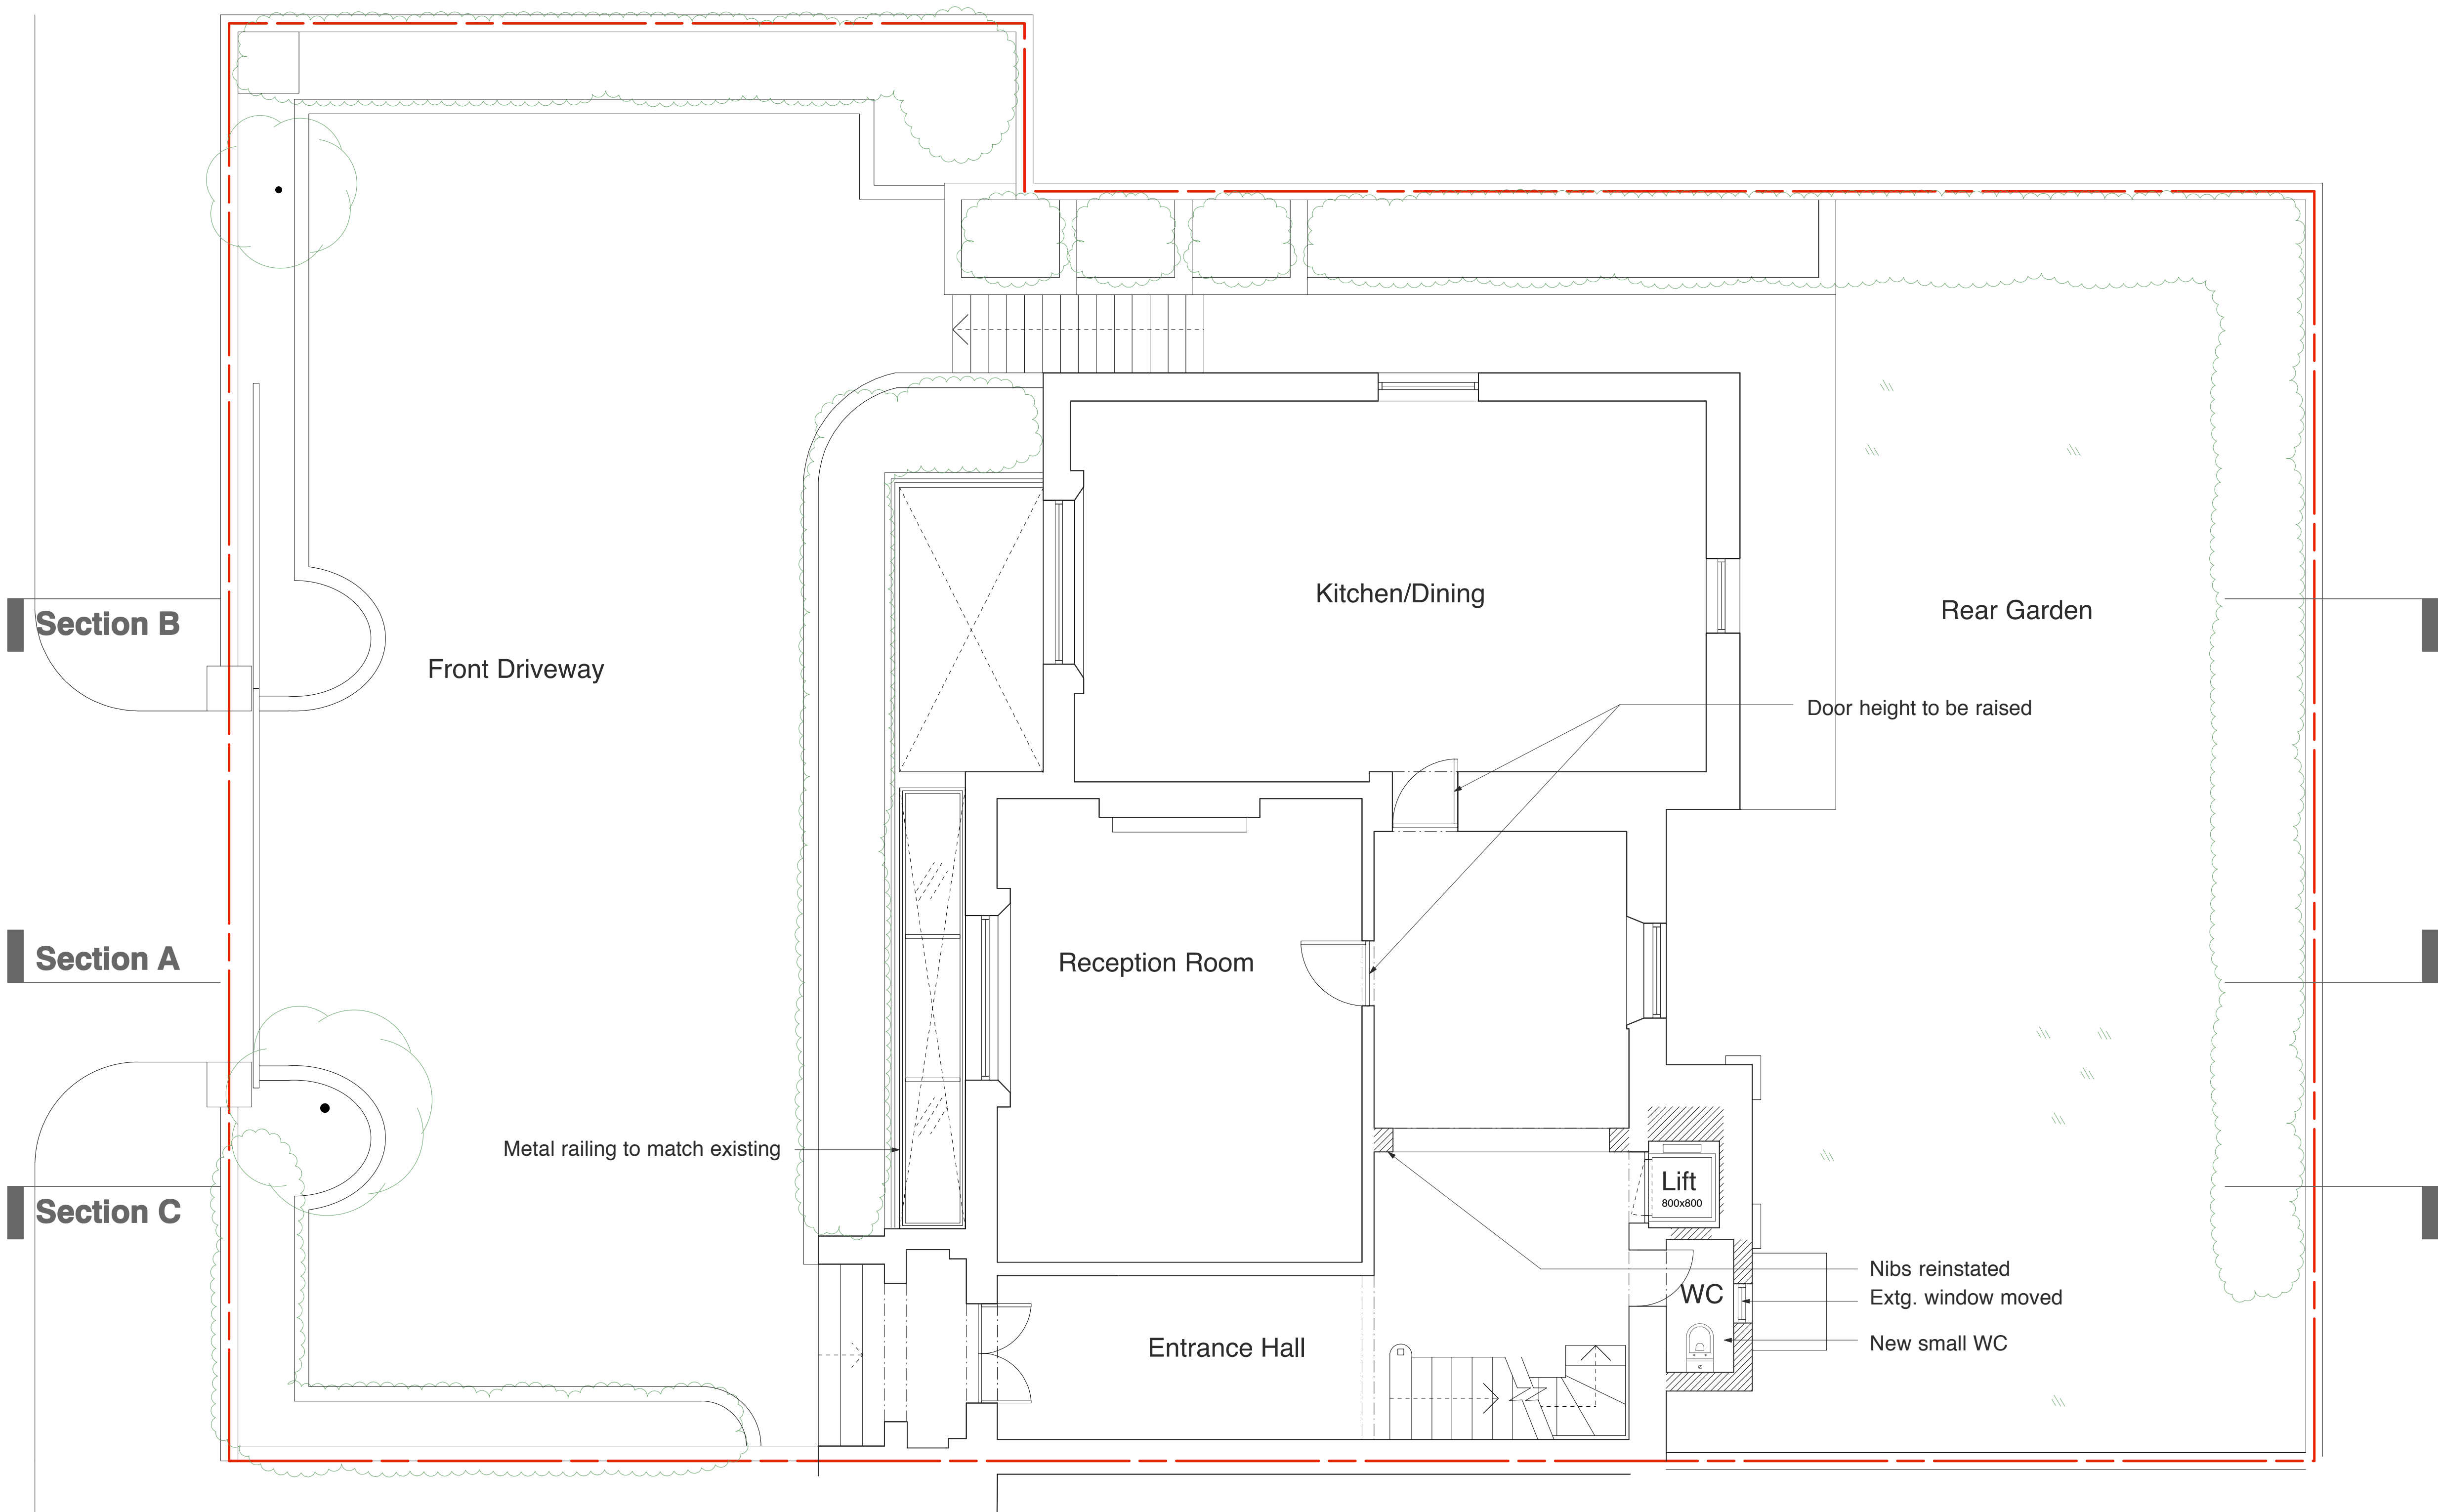 Section B
Kitchen/Dining
Rear Garden
Front Driveway
Door height to be raised
Section A
Reception Room
Metal railing to match existing
Lift
800x800
Section C
Nibs reinstated
WC
Extg. window moved
Entrance Hall
New small WC